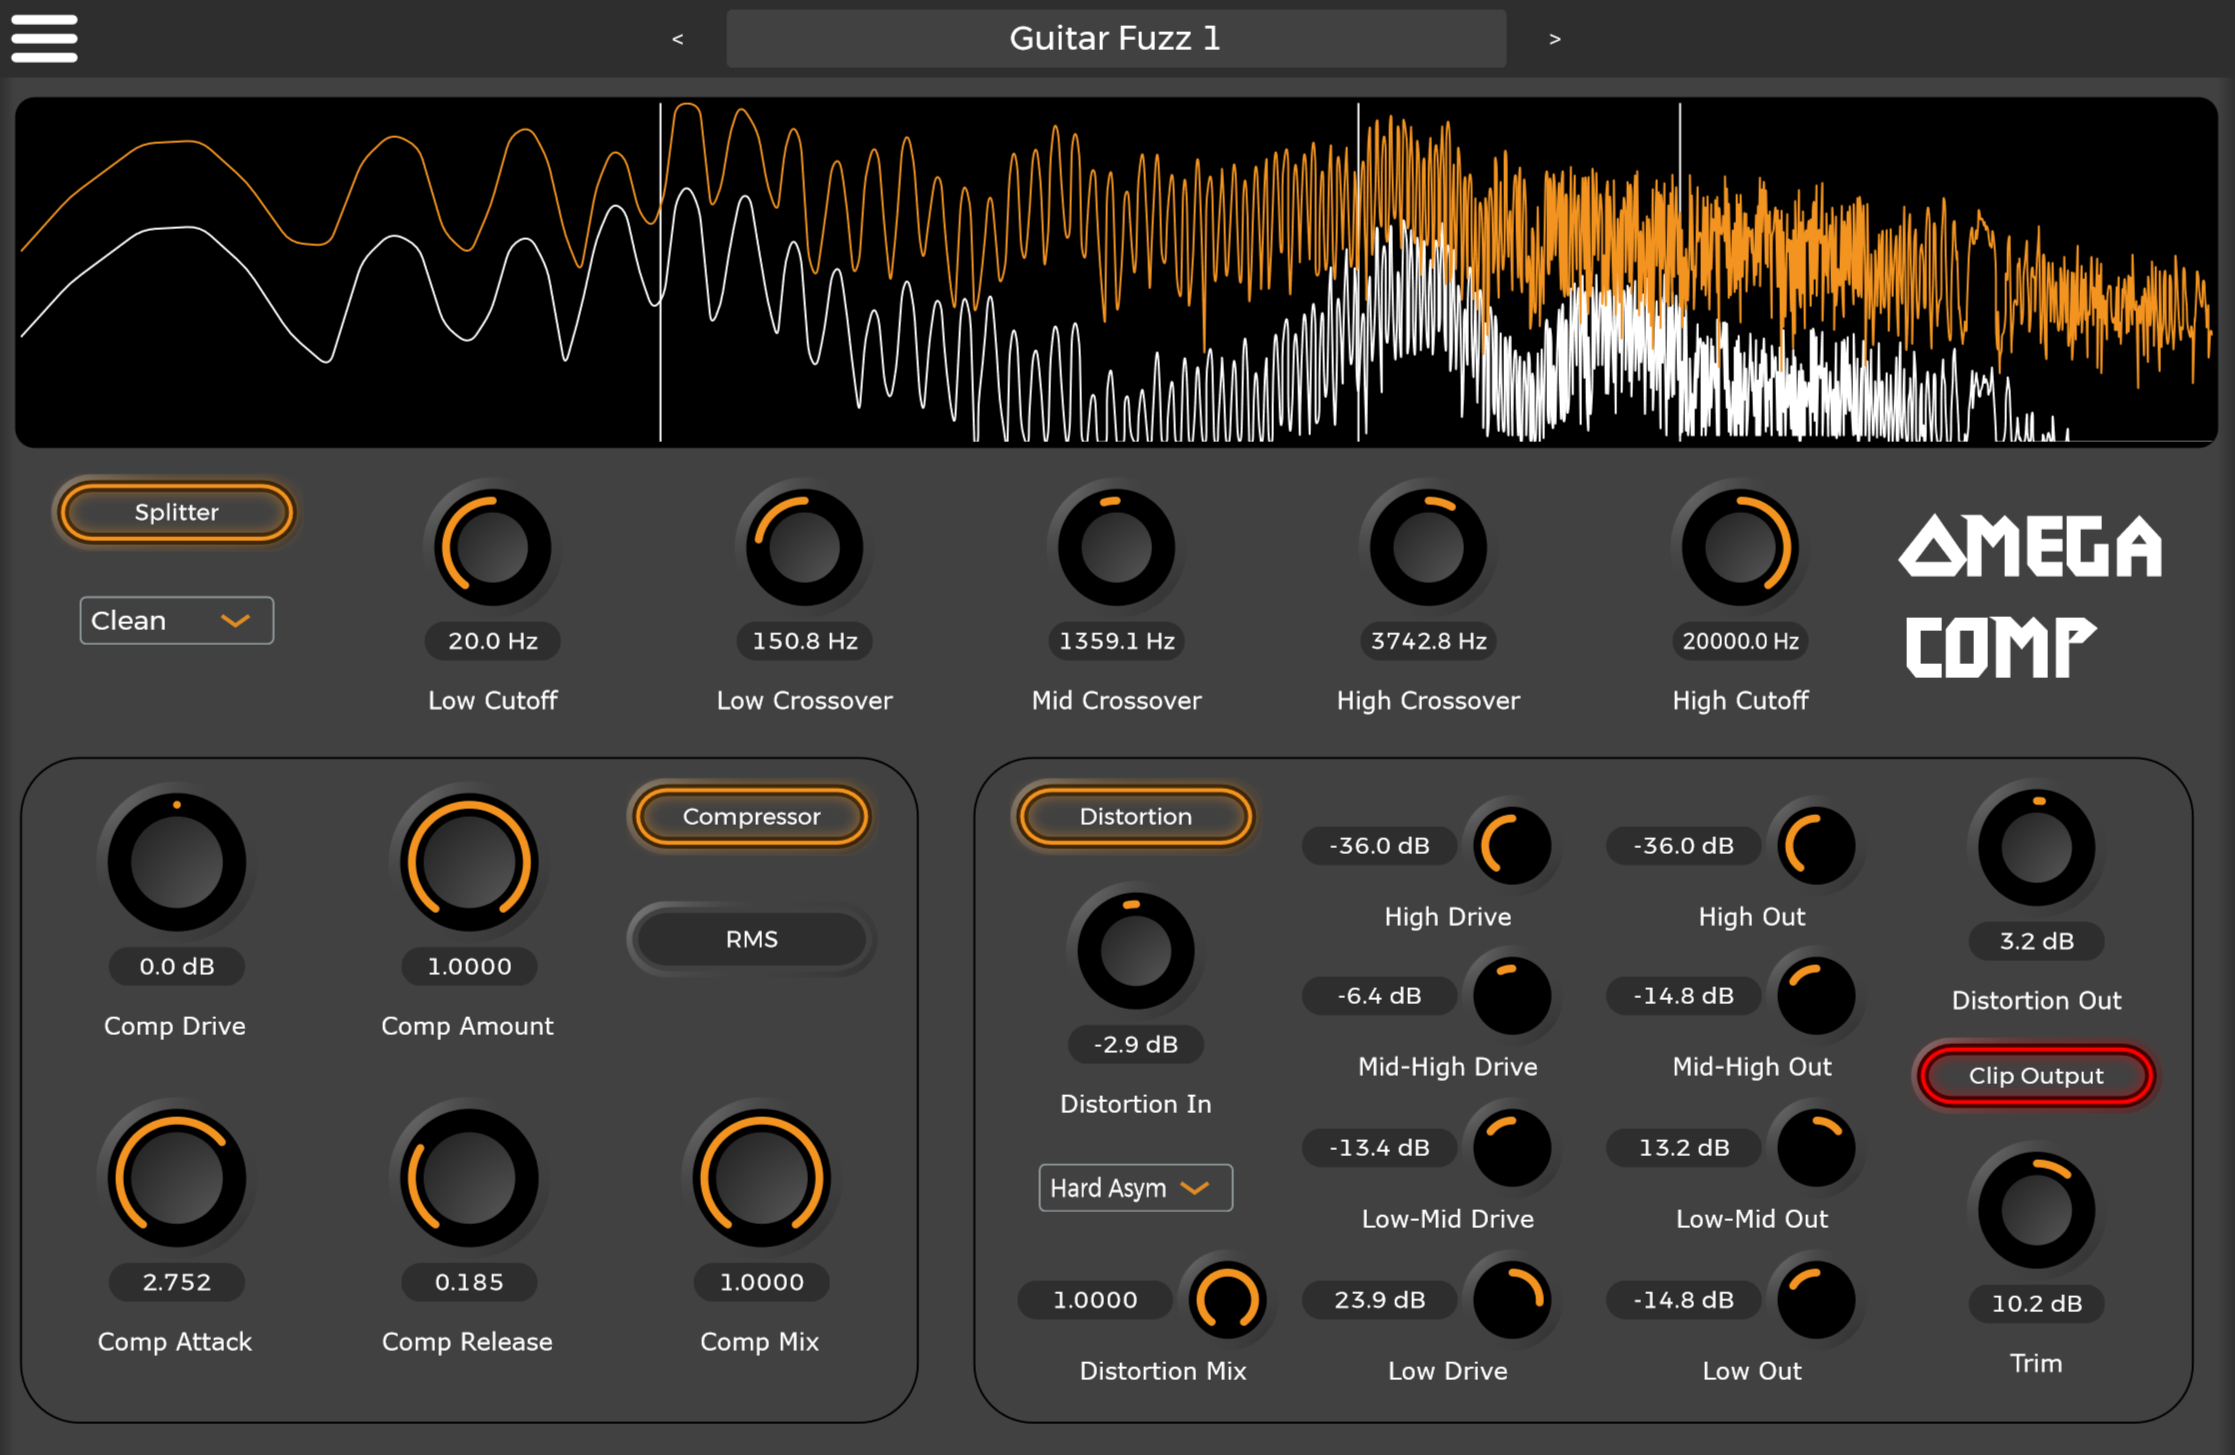 < Guitar Fuzz 1 >
Splitter
Clean
20.0 Hz
Low Cutoff
150.8 Hz
Low Crossover
1359.1 Hz
Mid Crossover
3742.8 Hz
High Crossover
20000.0 Hz
High Cutoff
OMEGA
COMP
0.0 dB
Comp Drive
1.0000
Comp Amount
Compressor
RMS
2.752
Comp Attack
0.185
Comp Release
1.0000
Comp Mix
Distortion
-2.9 dB
Distortion In
Hard Asym
1.0000
Distortion Mix
-36.0 dB
High Drive
-36.0 dB
High Out
-6.4 dB
Mid-High Drive
-14.8 dB
Mid-High Out
-13.4 dB
Low-Mid Drive
13.2 dB
Low-Mid Out
23.9 dB
Low Drive
-14.8 dB
Low Out
3.2 dB
Distortion Out
Clip Output
10.2 dB
Trim